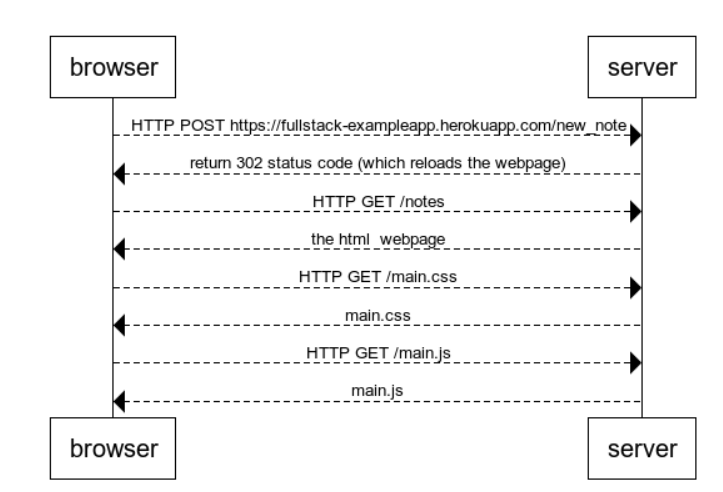 browser
server
HTTP POST https://fullstack-exampleapp.herokuapp.com/new_note
return 302 status code (which reloads the webpage)
HTTP GET /notes
the html webpage
HTTP GET /main.css
main.css
HTTP GET /main.js
main.js
browser
server